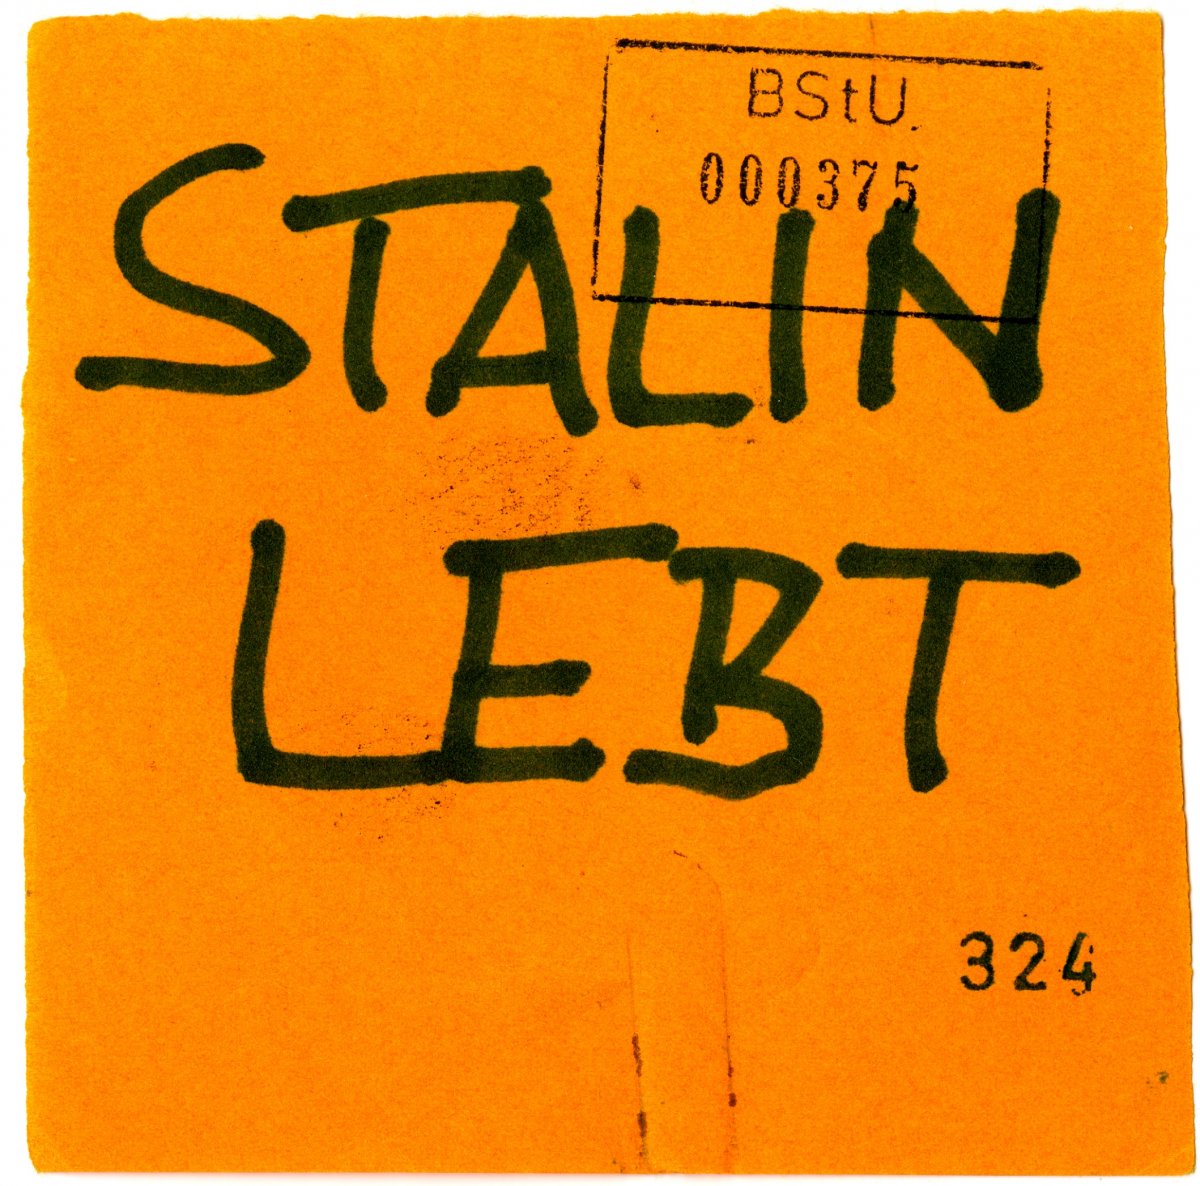 BStU
000375
STALIN
LEBT
324